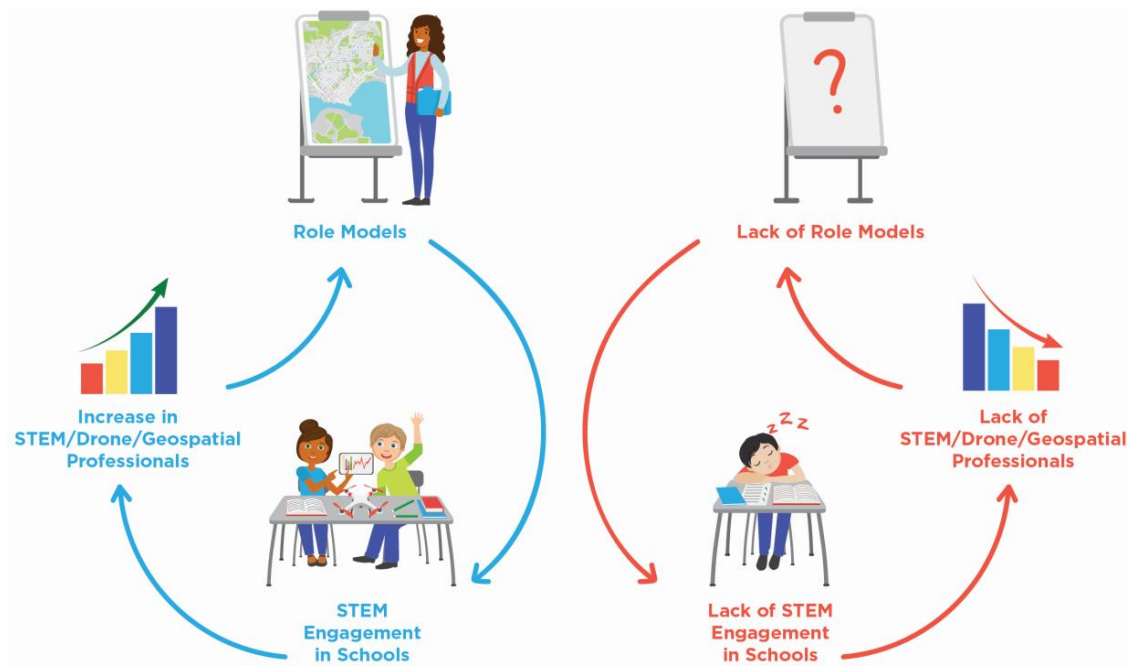 ?
Role Models
Lack of Role Models
Increase in
STEM/Drone/Geospatial
Professionals
Lack of
STEM/Drone/Geospatial
Professionals
z z z
STEM
Engagement
in Schools
Lack of STEM
Engagement
in Schools